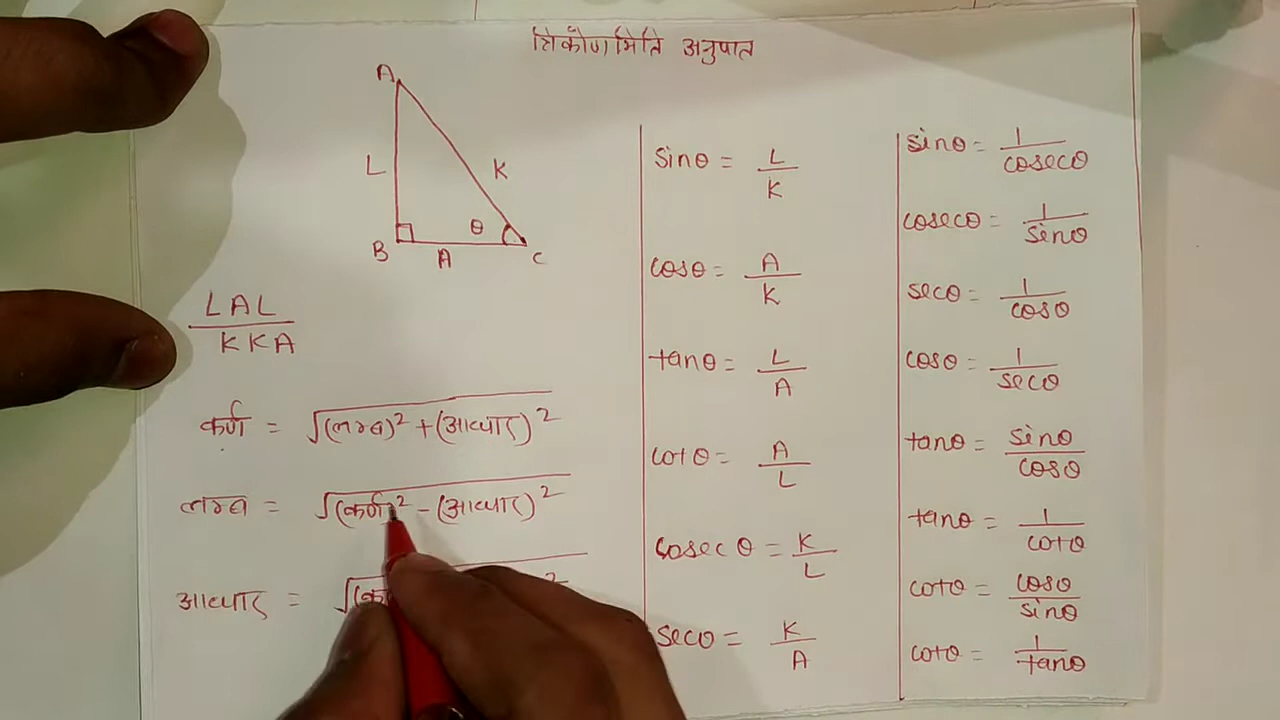 त्रिकोणमिति अनुपात
A
L
K
θ
B
A
C
LAL
KKA
कर्ण = √(लम्ब)² + (आधार)²
लम्ब = √(कर्ण)² - (आधार)²
आधार = √(
sinθ = L/K
cosθ = A/K
tanθ = L/A
cotθ = A/L
cosecθ = K/L
secθ = K/A
sinθ = 1/cosecθ
cosecθ = 1/sinθ
secθ = 1/cosθ
cosθ = 1/secθ
tanθ = sinθ/cosθ
tanθ = 1/cotθ
cotθ = cosθ/sinθ
cotθ = 1/tanθ